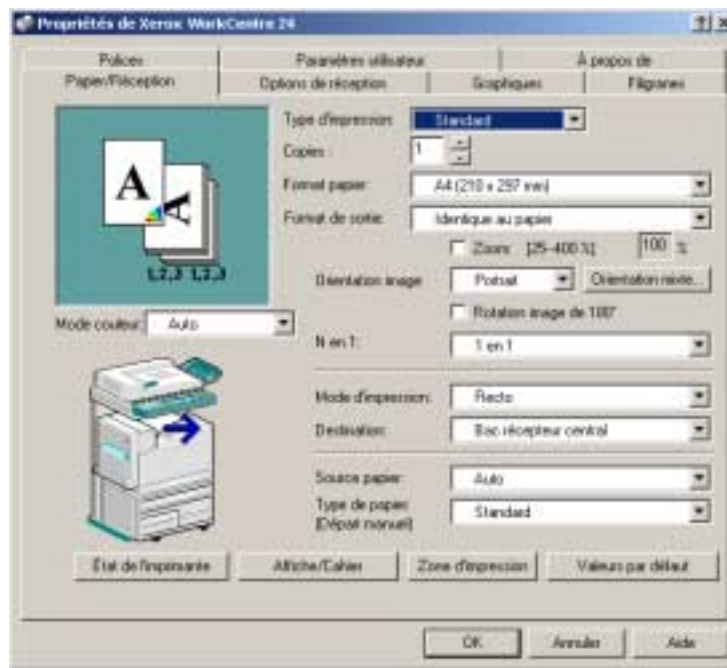 Propriétés de Xerox WorkCentre 24
Polices Paramètres utilisateur À propos de
Papier/Réception Options de réception Graphiques Filigranes
Type d'impression: Standard
Copies : 1
Format papier: A4 (210 x 297 mm)
Format de sortie: Identique au papier
Zoom [25-400 %] 100 %
Orientation image Portrait Orientation mixte...
Rotation image de 180°
N en 1: 1 en 1
A
A
1,2,3 1,2,3
Mode couleur: Auto
Mode d'impression: Recto
Destination: Bac récepteur central
Source papier: Auto
Type de papier: Standard
(Départ manuel)
État de l'imprimante Affiche/Cahier Zone d'impression Valeurs par défaut
OK Annuler Aide